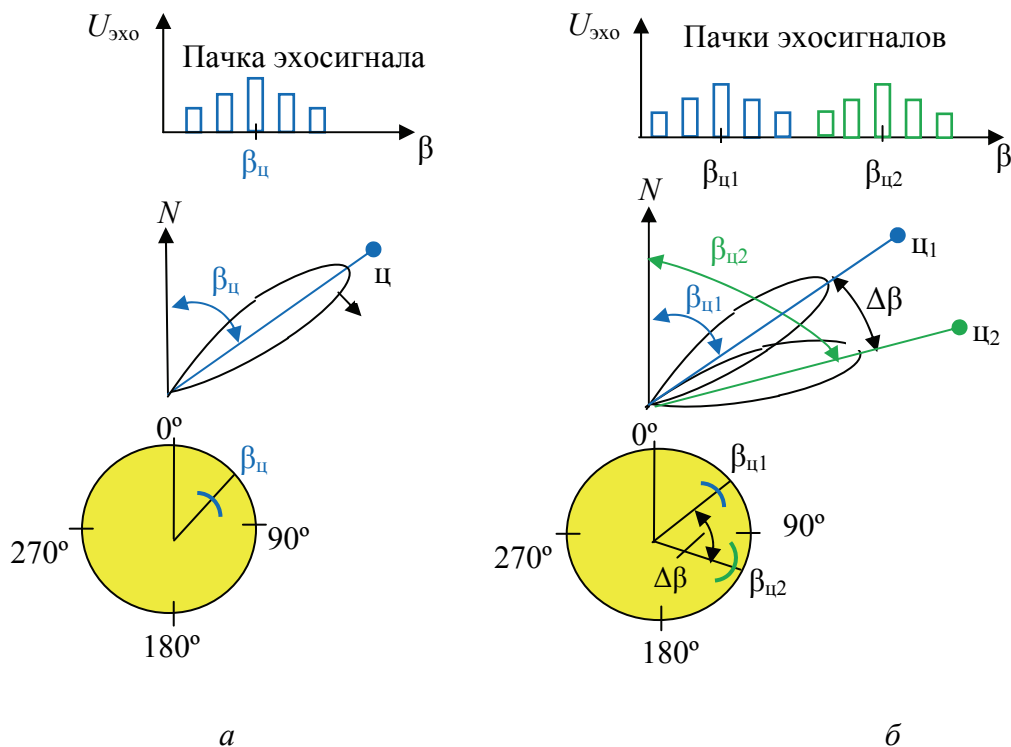 Uэхо
Пачка эхосигнала
β
βц
N
βц
ц
0º
βц
270º
90º
180º
а
Uэхо
Пачки эхосигналов
β
βц1
βц2
N
βц2
βц1
ц1
Δβ
ц2
0º
βц1
90º
270º
Δβ
βц2
180º
б